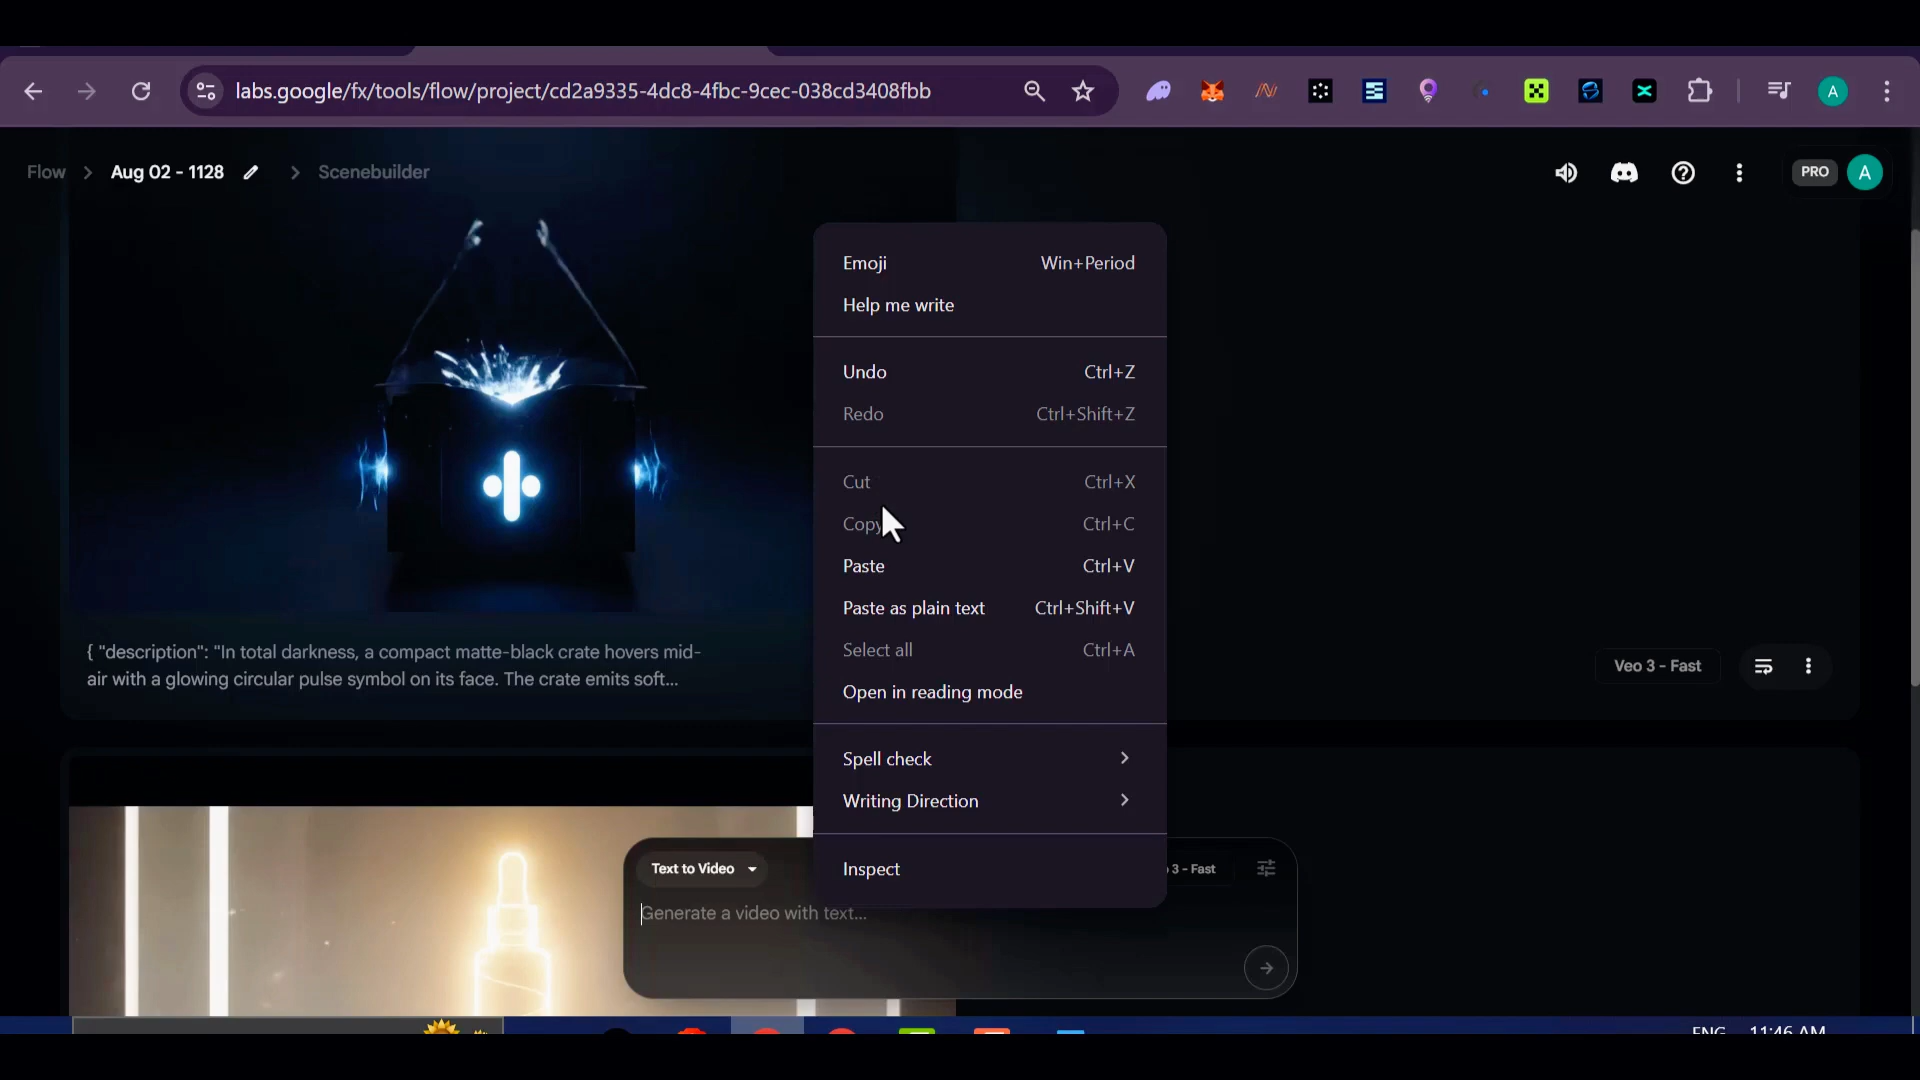 labs.google/fx/tools/flow/project/cd2a9335-4dc8-4fbc-9cec-038cd3408fbb
A
Flow > Aug 02 - 1128 > Scenebuilder
PRO A
Emoji Win+Period
Help me write
Undo Ctrl+Z
Redo Ctrl+Shift+Z
Cut Ctrl+X
Copy Ctrl+C
Paste Ctrl+V
Paste as plain text Ctrl+Shift+V
Select all Ctrl+A
Open in reading mode
Spell check
Writing Direction
Inspect
{ "description": "In total darkness, a compact matte-black crate hovers mid-
air with a glowing circular pulse symbol on its face. The crate emits soft...
Veo 3 - Fast
Text to Video
3 - Fast
Generate a video with text...
ENG 11:46 AM